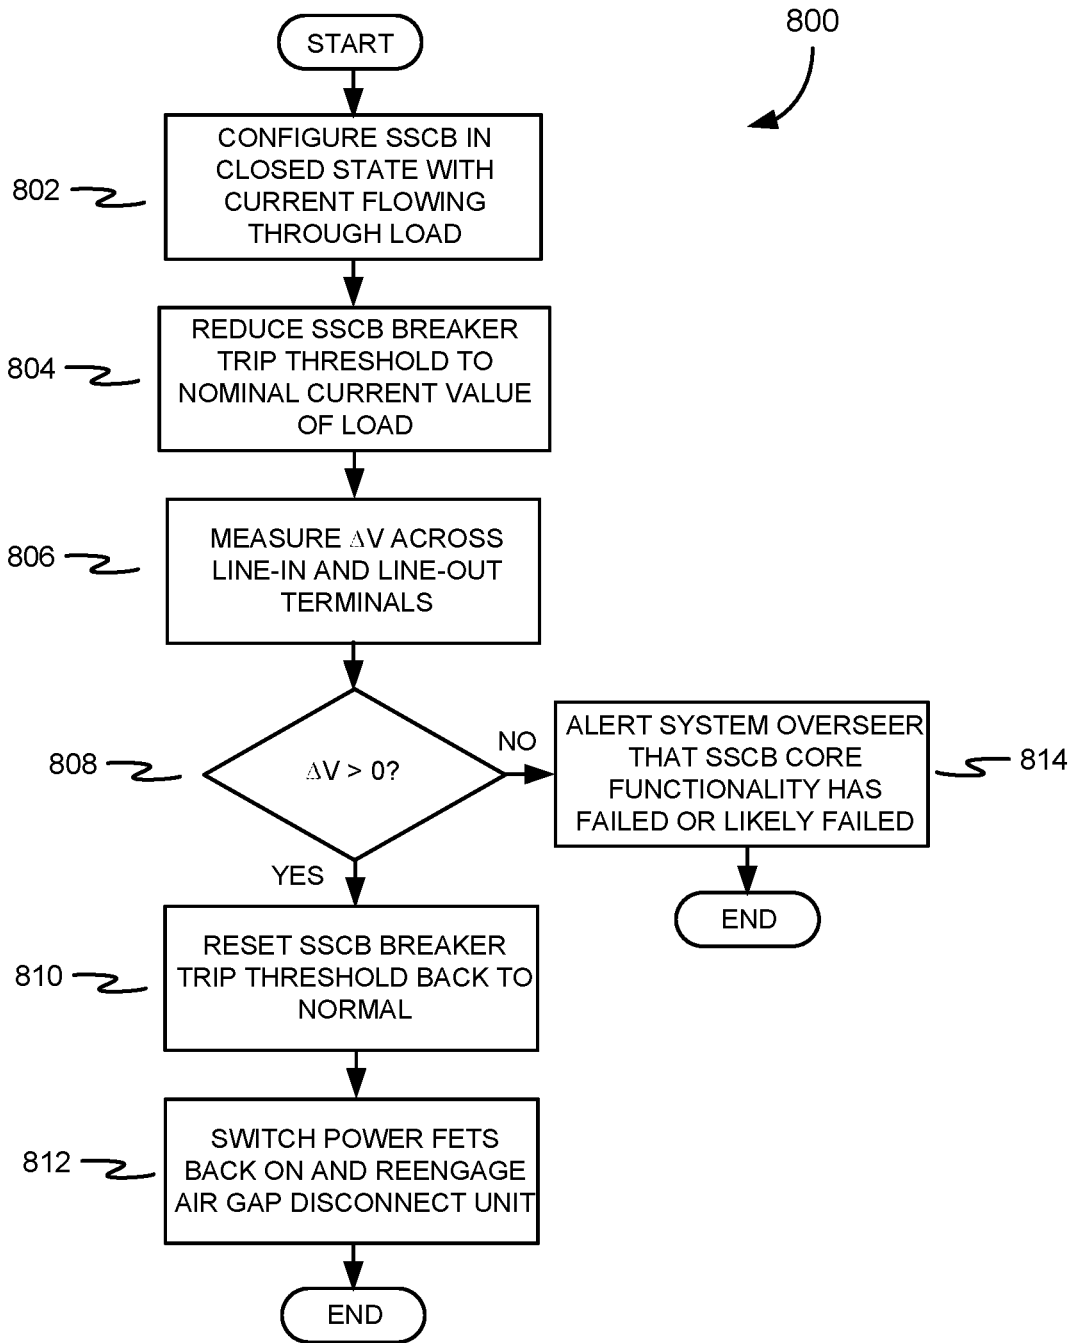 START
800
CONFIGURE SSCB IN
CLOSED STATE WITH
CURRENT FLOWING
THROUGH LOAD
802
REDUCE SSCB BREAKER
TRIP THRESHOLD TO
NOMINAL CURRENT VALUE
OF LOAD
804
MEASURE ΔV ACROSS
LINE-IN AND LINE-OUT
TERMINALS
806
ΔV > 0?
808
NO
ALERT SYSTEM OVERSEER
THAT SSCB CORE
FUNCTIONALITY HAS
FAILED OR LIKELY FAILED
814
END
YES
RESET SSCB BREAKER
TRIP THRESHOLD BACK TO
NORMAL
810
SWITCH POWER FETS
BACK ON AND REENGAGE
AIR GAP DISCONNECT UNIT
812
END